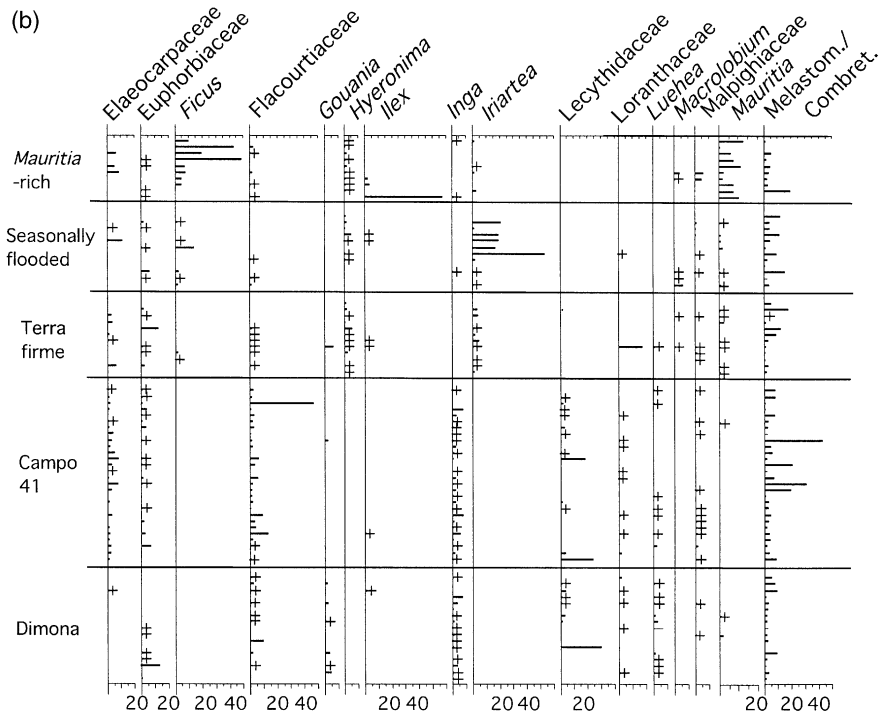 (b)
Elaeocarpaceae
Euphorbiaceae
Ficus
Flacourtiaceae
Gouania
Hyeronima
Ilex
Inga
Iriartea
Lecythidaceae
Loranthaceae
Luehea
Macrolobium
Malpighiaceae
Mauritia
Melastom./
Combret.
Mauritia
-rich
Seasonally
flooded
Terra
firme
Campo
41
Dimona
20 20 20 40 20 40 20 40 20 40 20 20 40